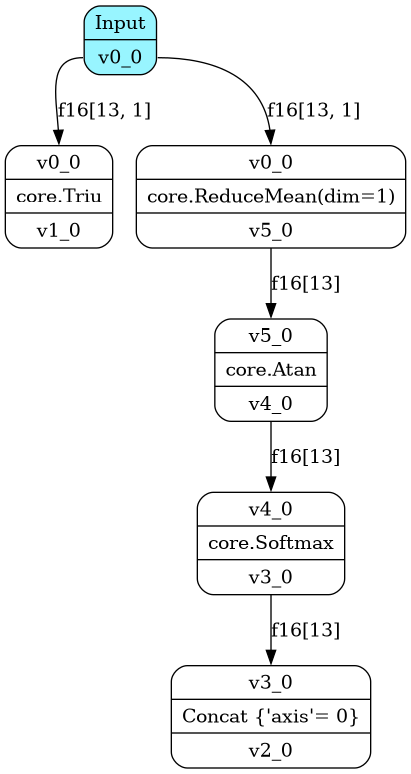 Input
v0_0
f16[13, 1]
f16[13, 1]
v0_0
core.Triu
v1_0
v0_0
core.ReduceMean(dim=1)
v5_0
f16[13]
v5_0
core.Atan
v4_0
f16[13]
v4_0
core.Softmax
v3_0
f16[13]
v3_0
Concat {'axis'= 0}
v2_0